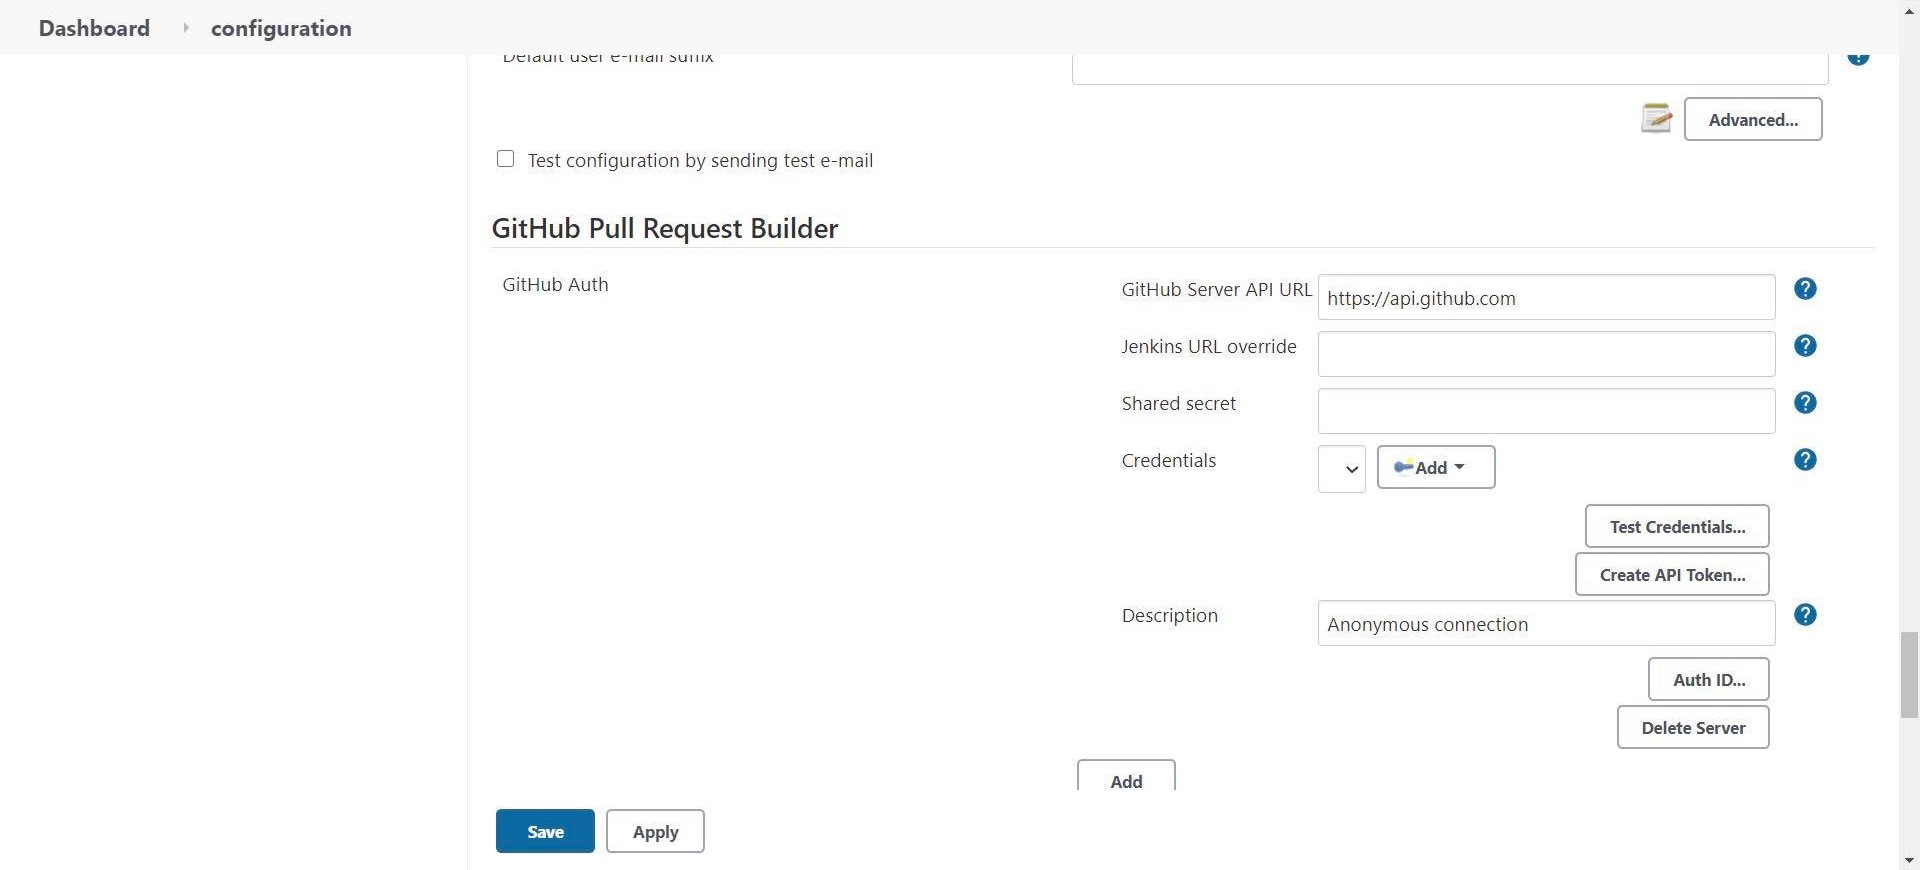 Dashboard configuration
Default user e-mail suffix
Advanced...
Test configuration by sending test e-mail
GitHub Pull Request Builder
GitHub Auth
GitHub Server API URL https://api.github.com
Jenkins URL override
Shared secret
Credentials Add
Test Credentials...
Create API Token...
Description Anonymous connection
Auth ID...
Delete Server
Add
Save Apply